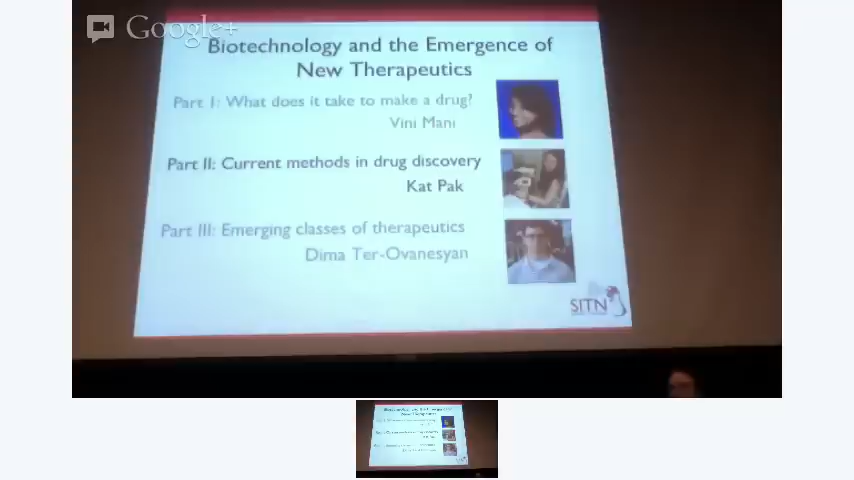 Google+
Biotechnology and the Emergence of
New Therapeutics
Part I: What does it take to make a drug?
Vini Mani
Part II: Current methods in drug discovery
Kat Pak
Part III: Emerging classes of therapeutics
Dima Ter-Ovanesyan
SITN